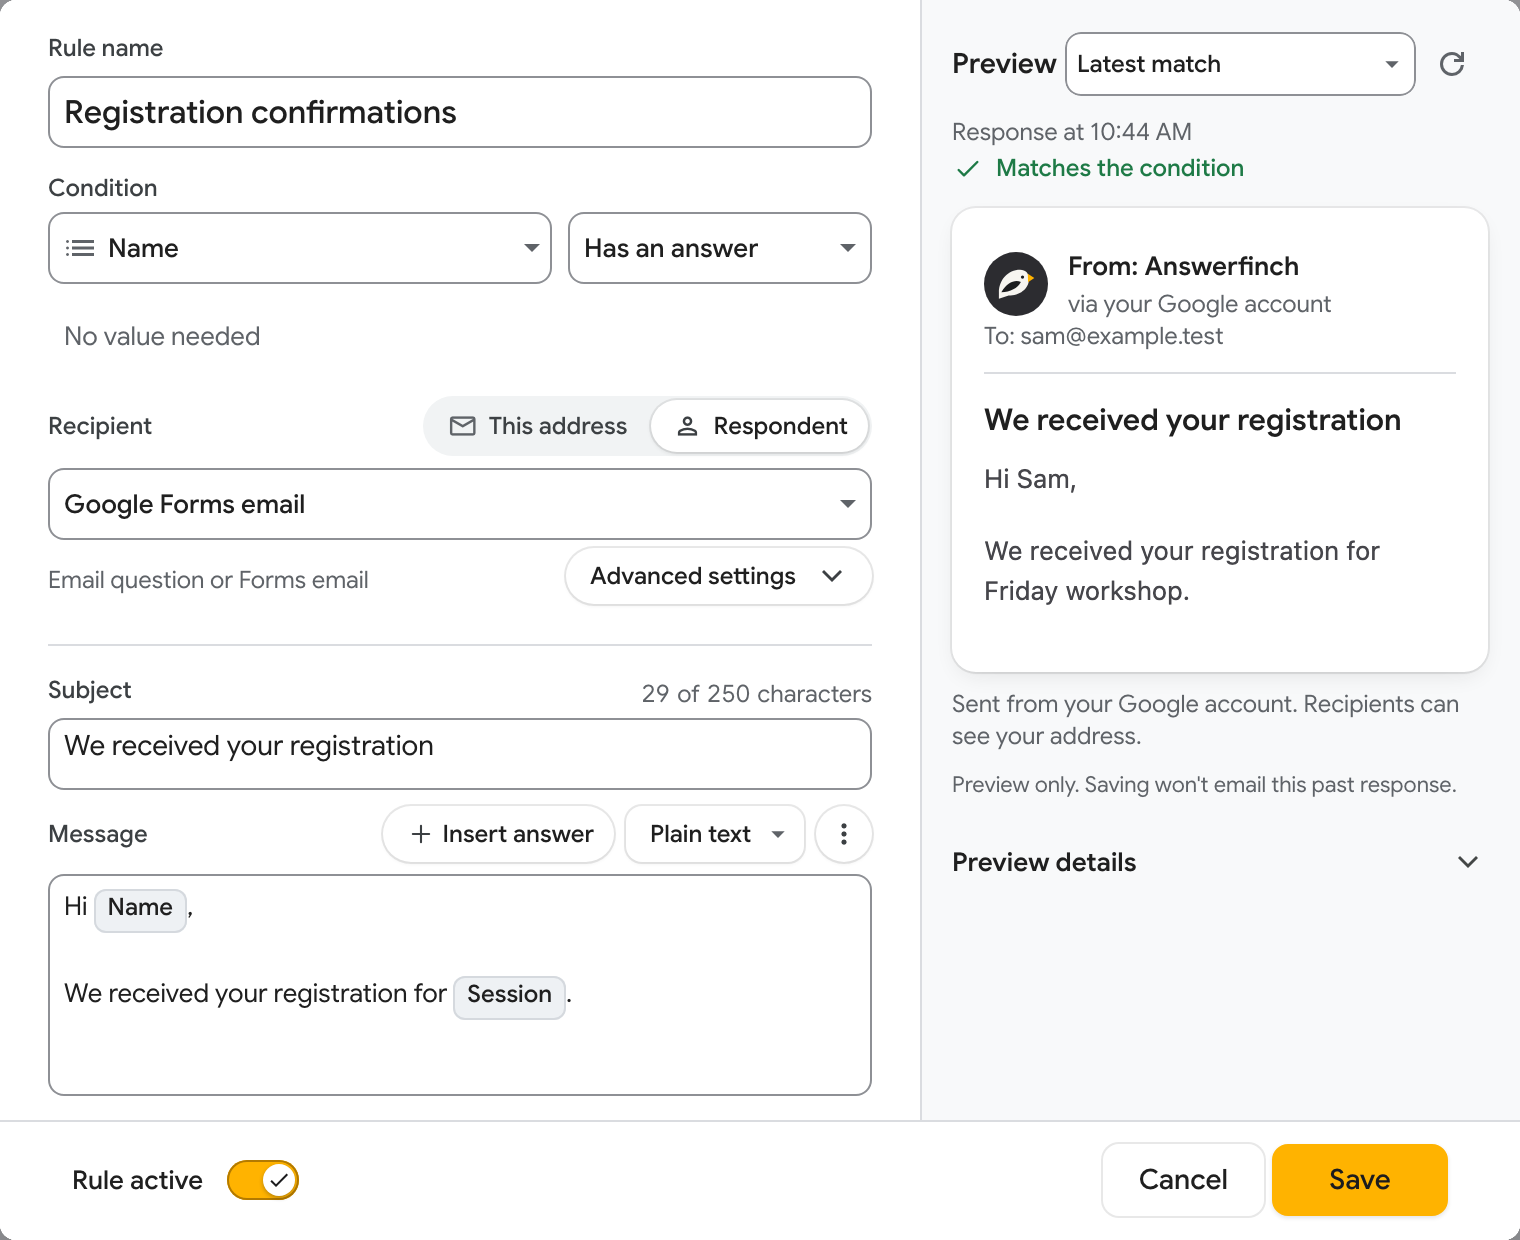 Rule name
Registration confirmations
Condition
Name
Has an answer
No value needed
Recipient
This address
Respondent
Google Forms email
Email question or Forms email
Advanced settings
Subject
29 of 250 characters
We received your registration
Message
Insert answer
Plain text
Hi Name,
We received your registration for Session.
Preview
Latest match
Response at 10:44 AM
Matches the condition
From: Answerfinch
via your Google account
To: sam@example.test
We received your registration
Hi Sam,
We received your registration for
Friday workshop.
Sent from your Google account. Recipients can
see your address.
Preview only. Saving won't email this past response.
Preview details
Rule active
Cancel
Save